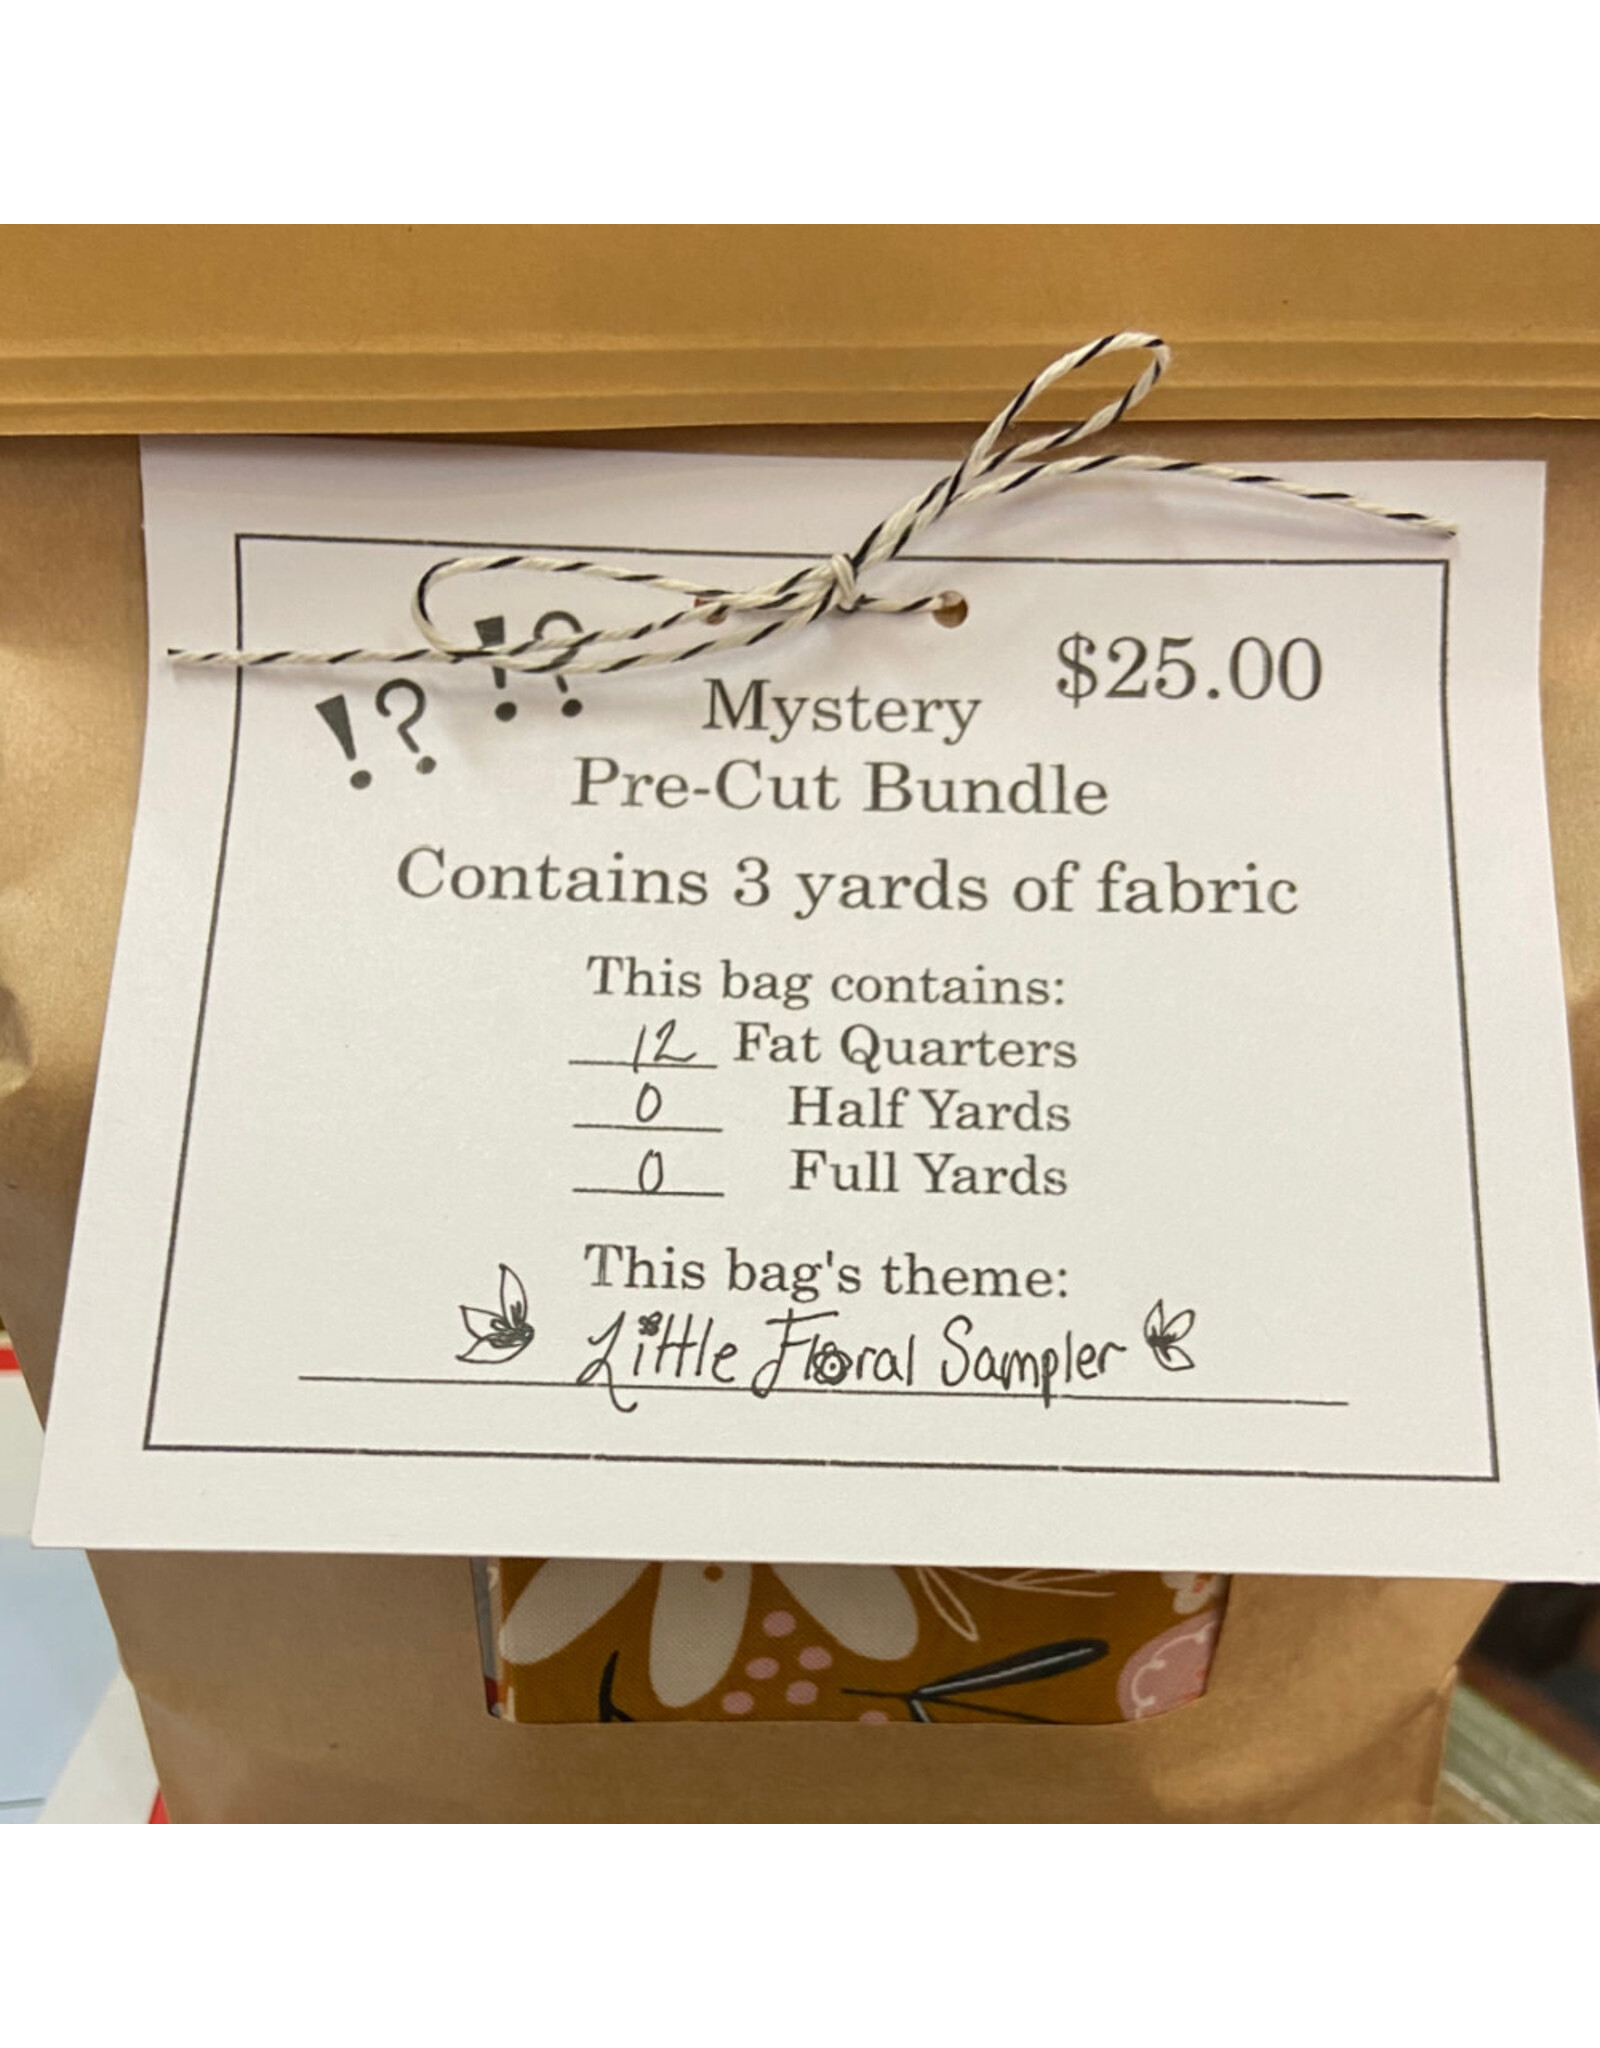 !? !?
$25.00
Mystery
Pre-Cut Bundle
Contains 3 yards of fabric
This bag contains:
12 Fat Quarters
0 Half Yards
0 Full Yards
This bag's theme:
Little Floral Sampler